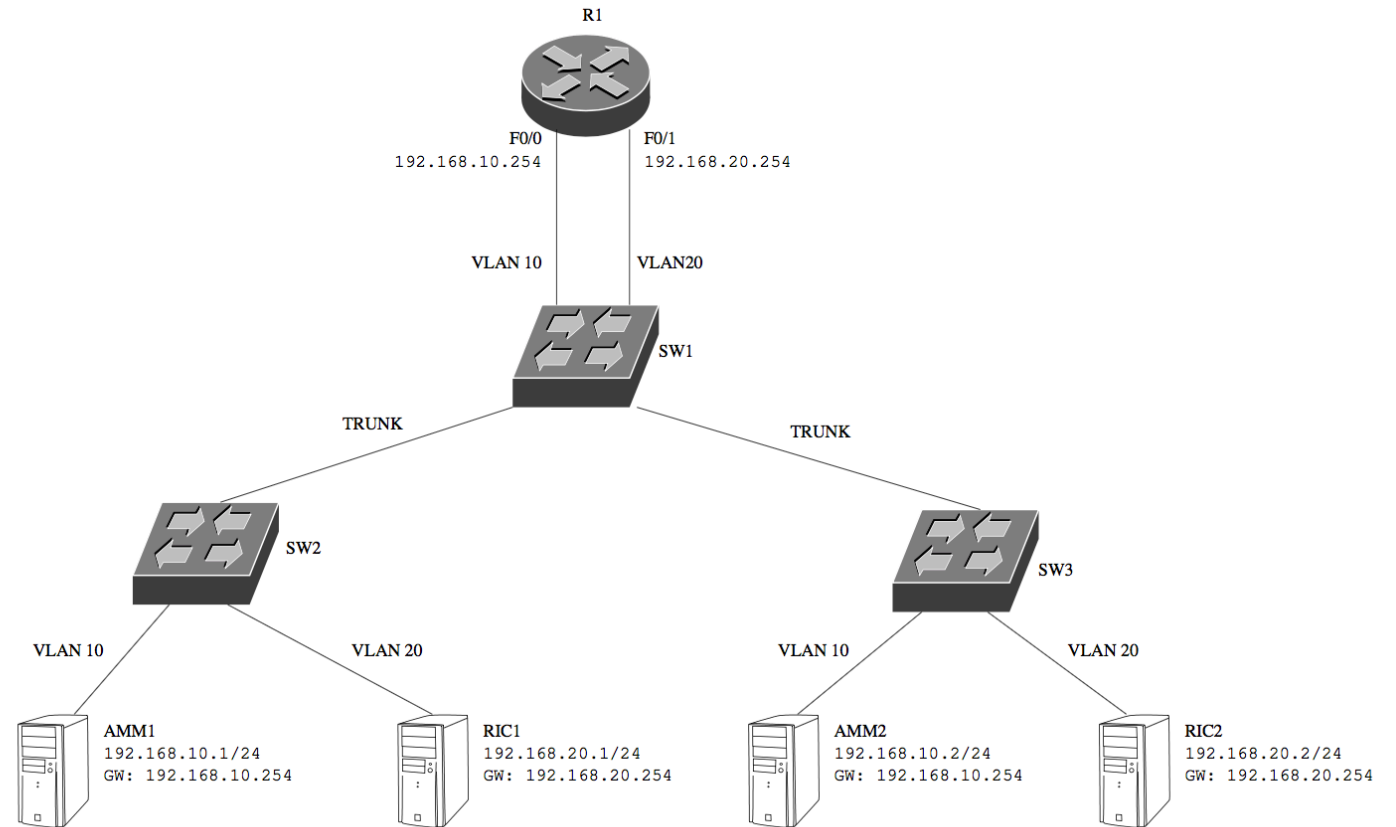 R1
F0/0
192.168.10.254
F0/1
192.168.20.254
VLAN 10
VLAN20
SW1
TRUNK
TRUNK
SW2
SW3
VLAN 10
VLAN 20
VLAN 10
VLAN 20
AMM1
192.168.10.1/24
GW: 192.168.10.254
RIC1
192.168.20.1/24
GW: 192.168.20.254
AMM2
192.168.10.2/24
GW: 192.168.10.254
RIC2
192.168.20.2/24
GW: 192.168.20.254